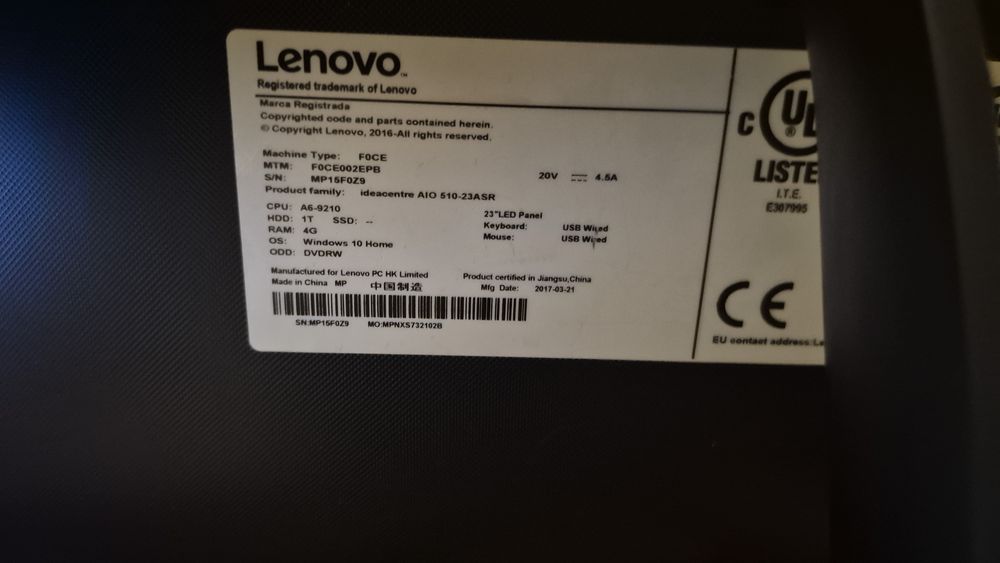 Lenovo™
Registered trademark of Lenovo
Marca Registrada
Copyrighted code and parts contained herein.
© Copyright Lenovo, 2016-All rights reserved.
Machine Type: F0CE
MTM: F0CE002EPB
S/N: MP15F0Z9
20V ⎓ 4.5A
Product family: ideacentre AIO 510-23ASR
CPU: A6-9210
HDD: 1T SSD: --
RAM: 4G
OS: Windows 10 Home
ODD: DVDRW
23"LED Panel
Keyboard: USB Wired
Mouse: USB Wired
Manufactured for Lenovo PC HK Limited
Made in China MP 中国制造
Product certified in Jiangsu,China
Mfg Date: 2017-03-21
SN:MP15F0Z9 MO:MPNXS732102B
C UL ®
LISTE
I.T.E.
E307995
CE
EU contact address:Le